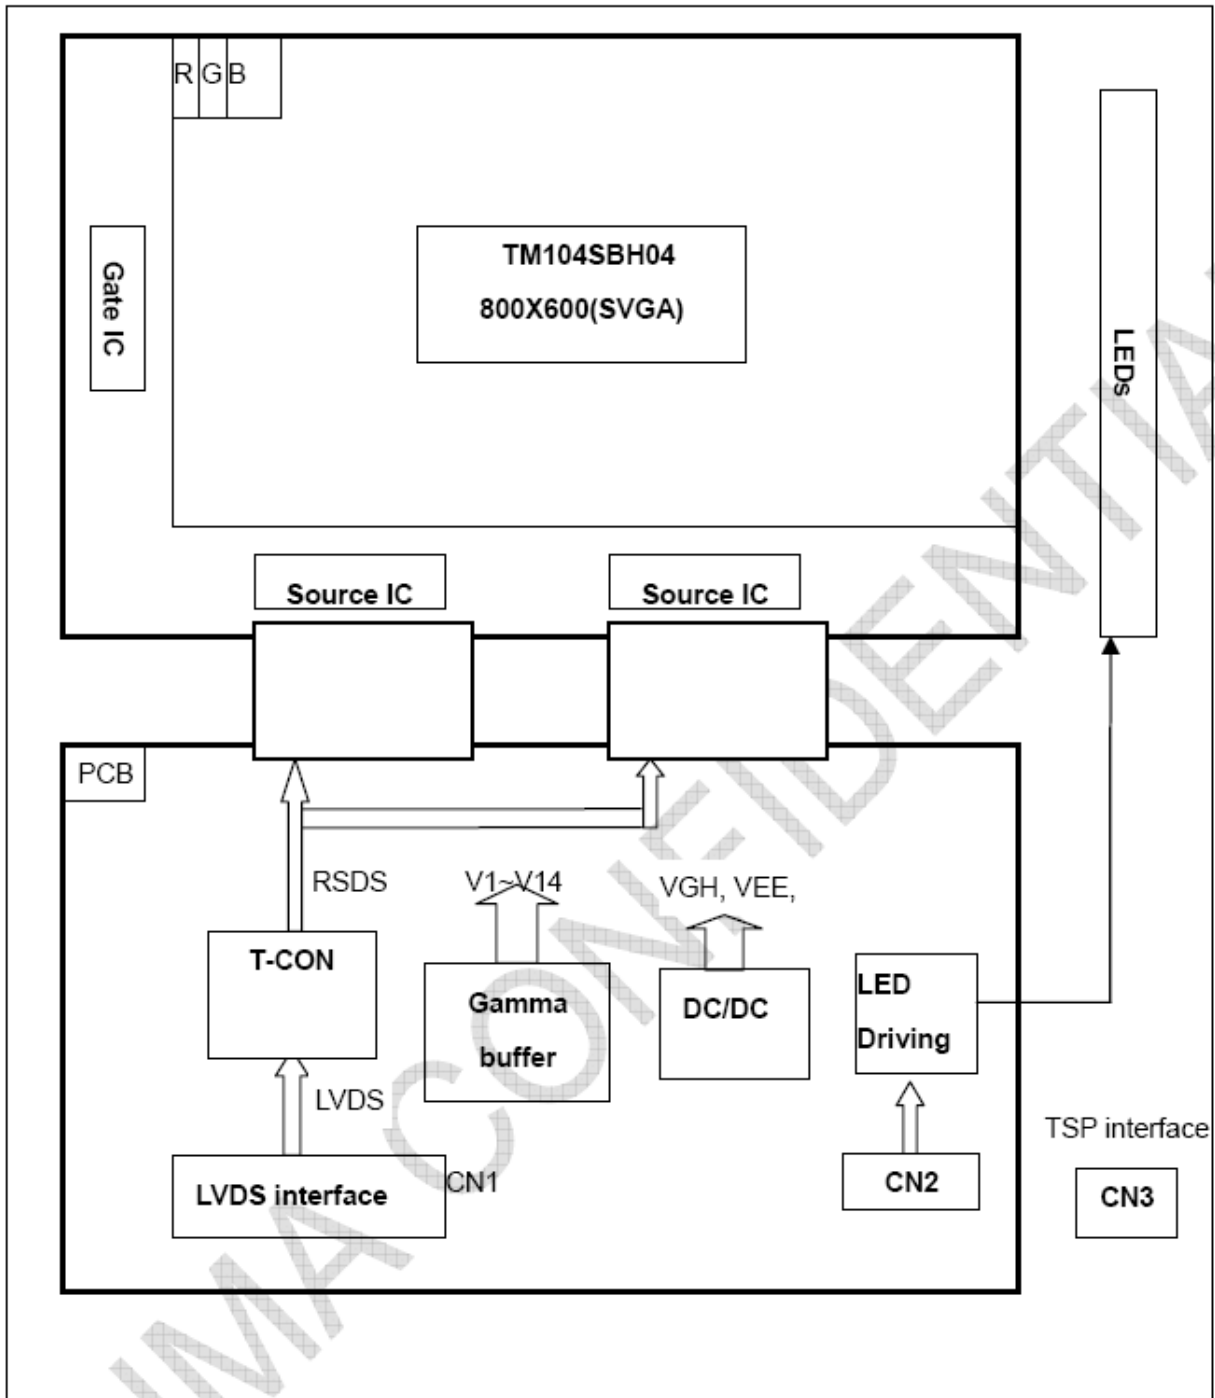 R G B
TM104SBH04
800X600(SVGA)
Gate IC
LEDs
Source IC
Source IC
PCB
RSDS
V1~V14
VGH, VEE,
T-CON
Gamma
buffer
DC/DC
LED
Driving
LVDS
TSP interface
LVDS interface
CN1
CN2
CN3